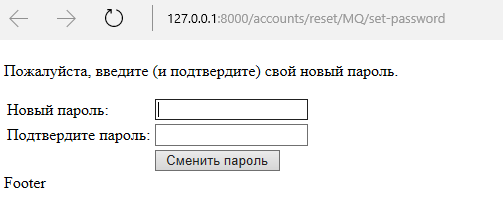 127.0.0.1:8000/accounts/reset/MQ/set-password
Пожалуйста, введите (и подтвердите) свой новый пароль.
Новый пароль:
Подтвердите пароль:
Сменить пароль
Footer